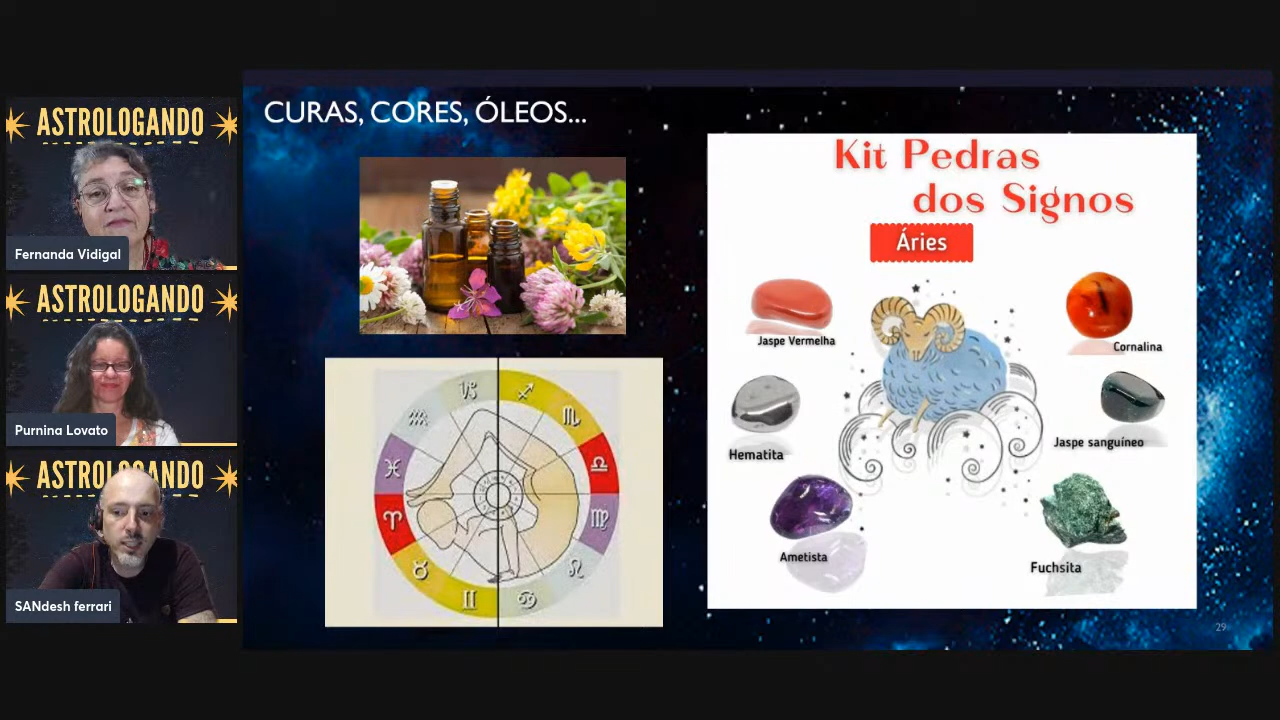 ASTROLOGANDO
Fernanda Vidigal
ASTROLOGANDO
Purnina Lovato
ASTROLOGANDO
SANdesh ferrari
CURAS, CORES, ÓLEOS...
Kit Pedras
dos Signos
Áries
Jaspe Vermelha
Cornalina
Hematita
Jaspe sanguíneo
Ametista
Fuchsita
29